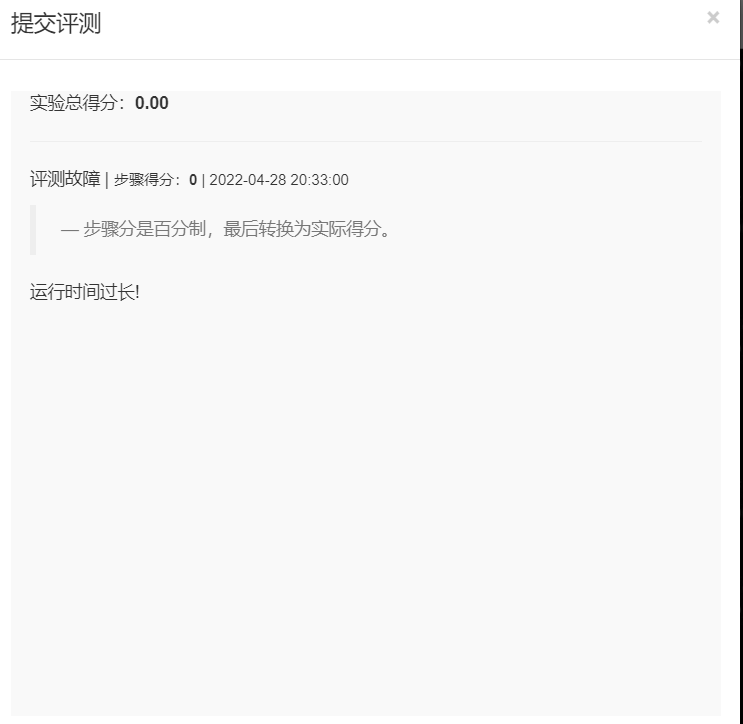 提交评测
×
实验总得分：0.00
评测故障 | 步骤得分：0 | 2022-04-28 20:33:00
— 步骤分是百分制，最后转换为实际得分。
运行时间过长!